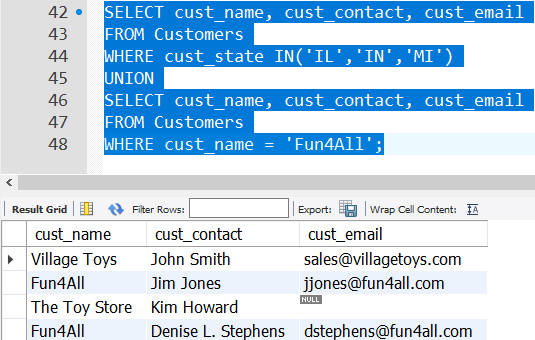 42 SELECT cust_name, cust_contact, cust_email
43 FROM Customers
44 WHERE cust_state IN('IL','IN','MI')
45 UNION
46 SELECT cust_name, cust_contact, cust_email
47 FROM Customers
48 WHERE cust_name = 'Fun4All';
Result Grid Filter Rows: Export: Wrap Cell Content: IA
cust_name cust_contact cust_email
Village Toys John Smith sales@villagetoys.com
Fun4All Jim Jones jjones@fun4all.com
The Toy Store Kim Howard NULL
Fun4All Denise L. Stephens dstephens@fun4all.com